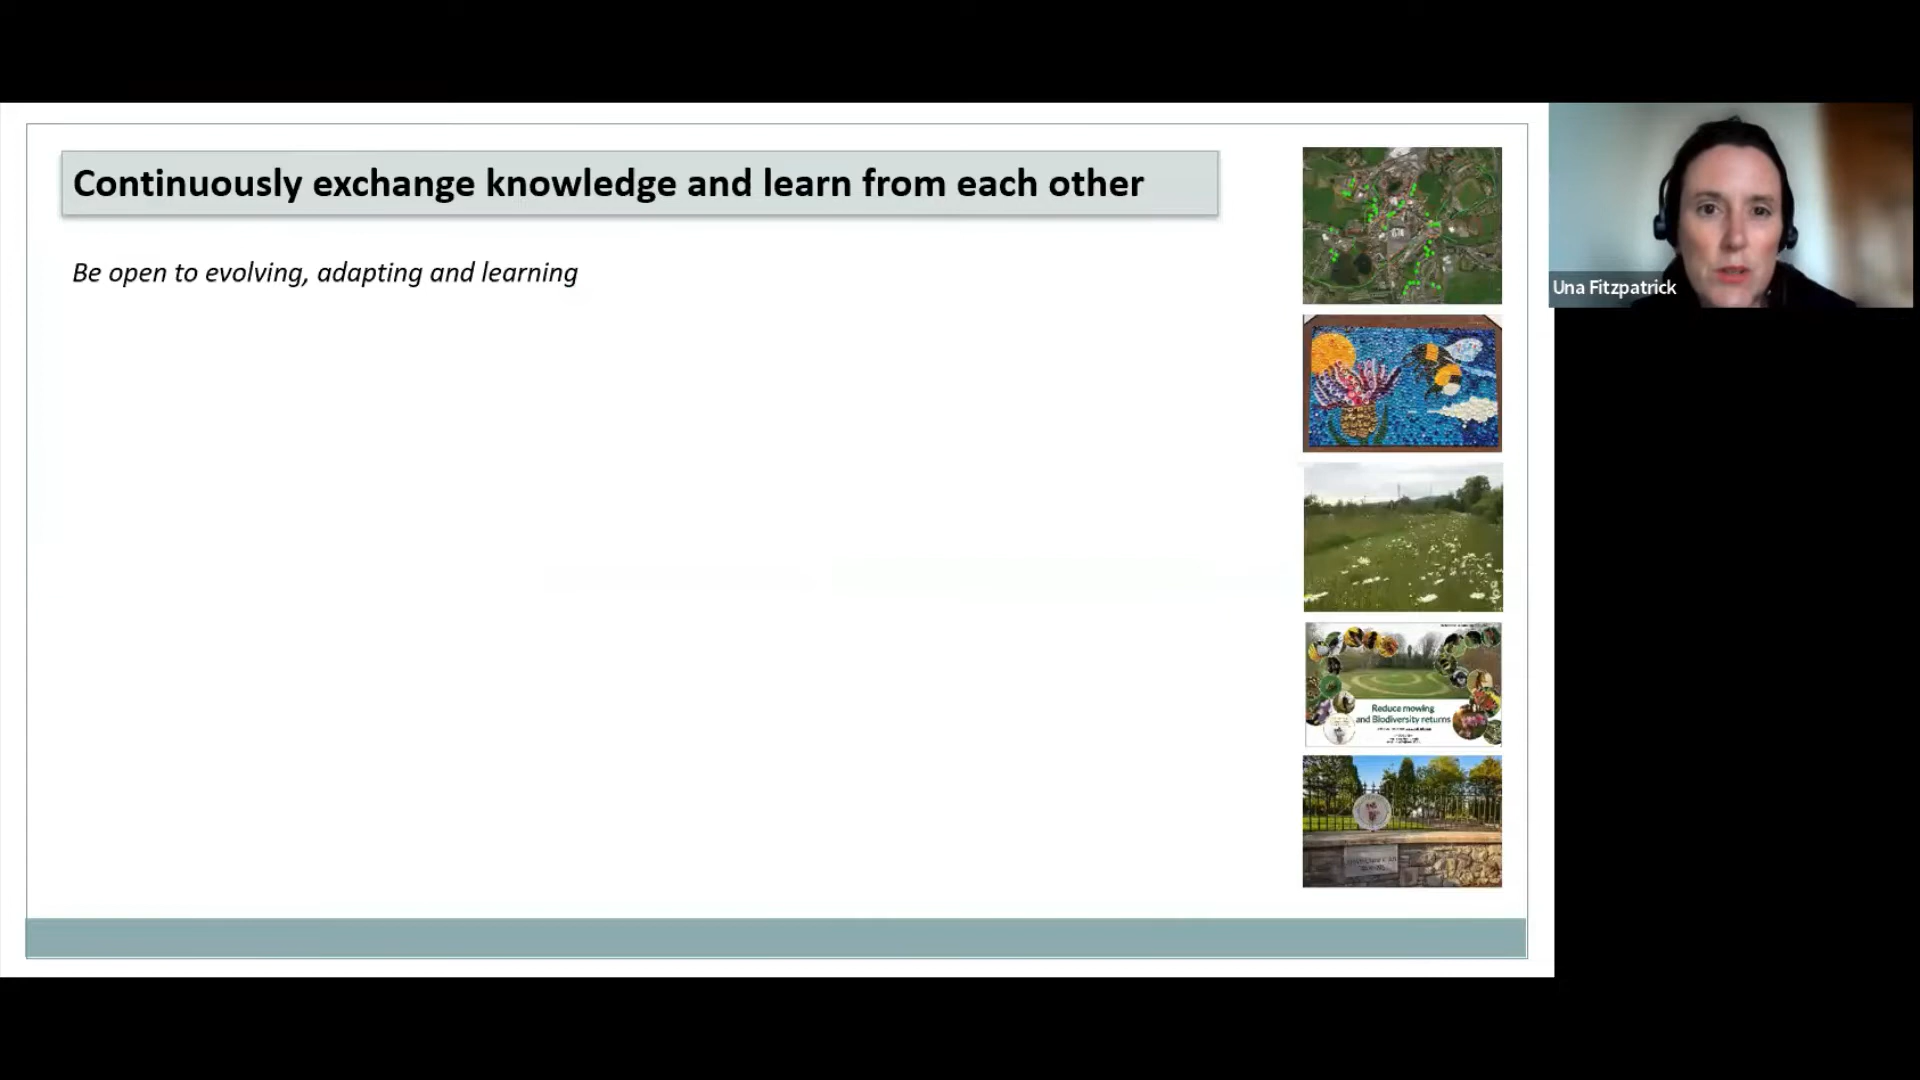 Continuously exchange knowledge and learn from each other
Be open to evolving, adapting and learning
Una Fitzpatrick
Reduce mowing
and Biodiversity returns